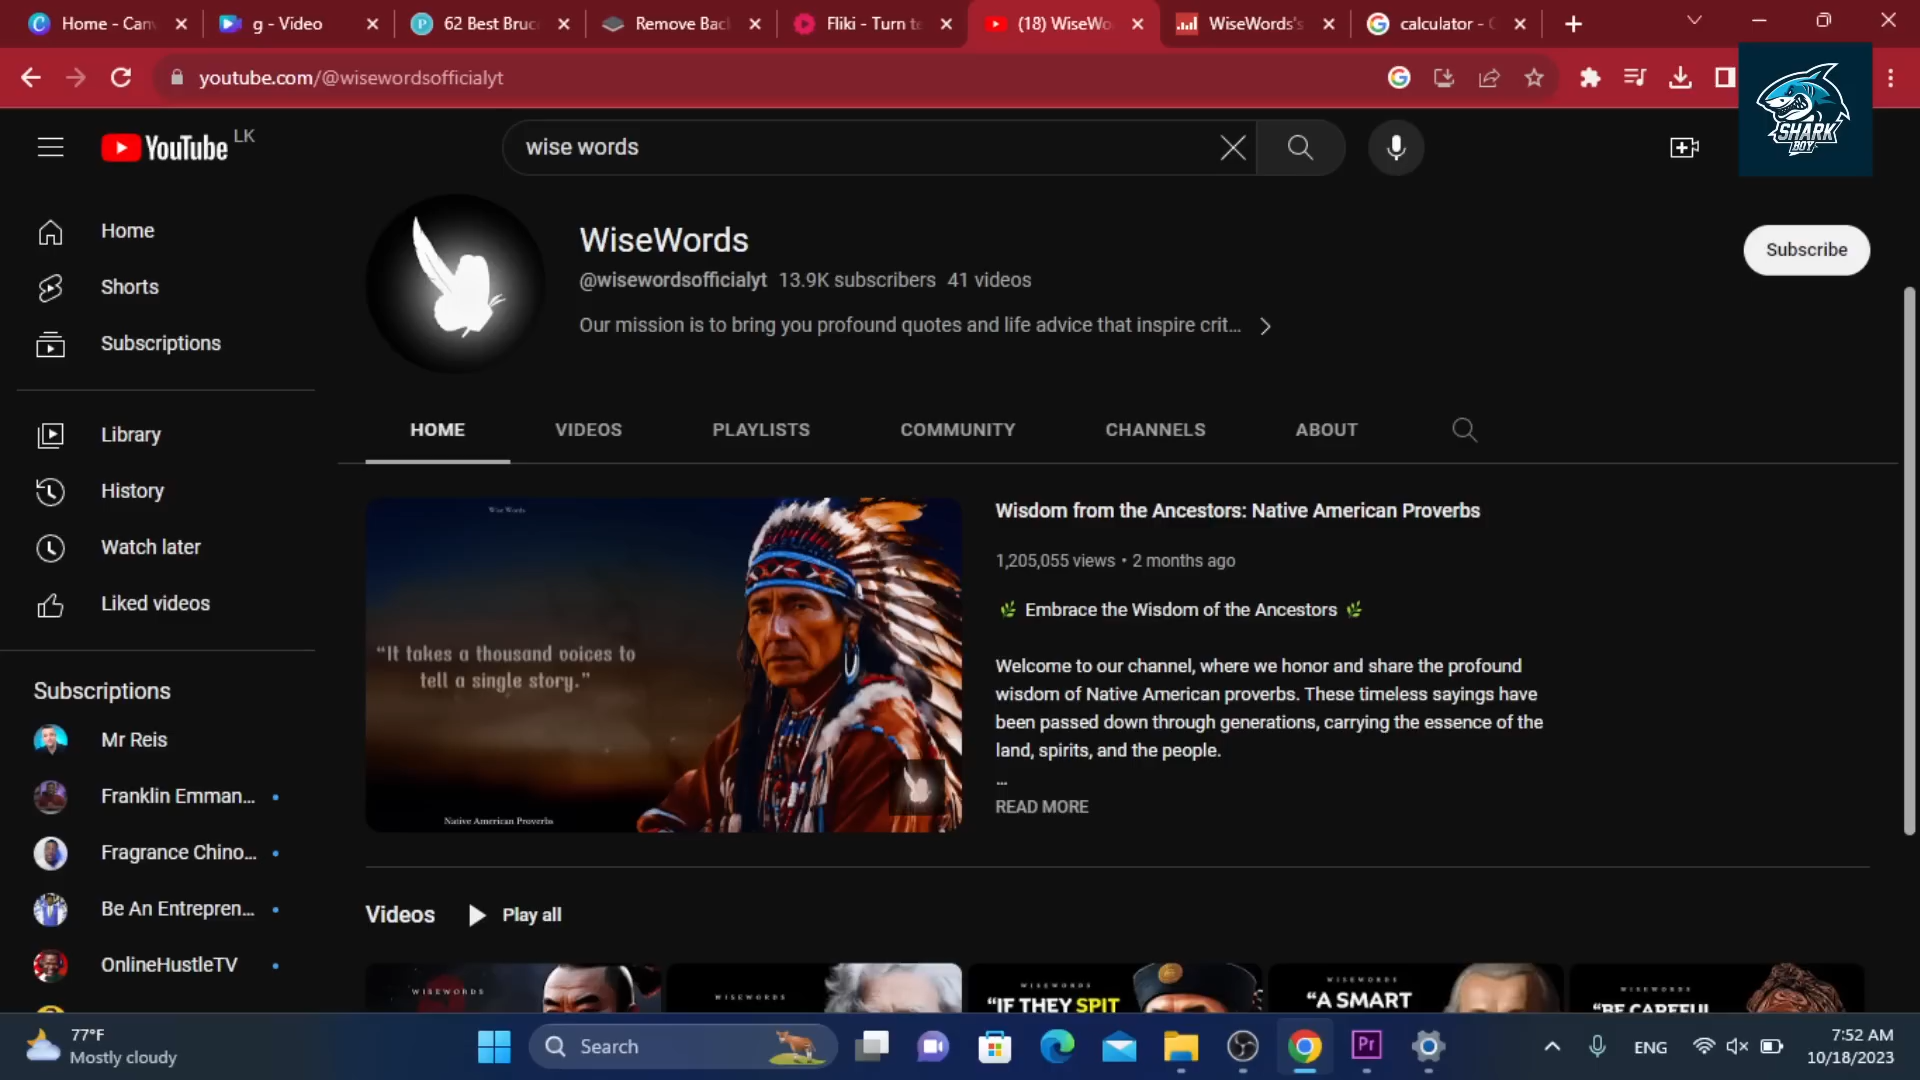 Home - Can
g - Video
62 Best Bruc
Remove Bac
Fliki - Turn te
(18) WiseWo
WiseWords's
calculator - G
youtube.com/@wisewordsofficialyt
YouTube LK
wise words
SHARK
BOY
Home
Shorts
Subscriptions
Library
History
Watch later
Liked videos
Subscriptions
Mr Reis
Franklin Emman...
Fragrance Chino...
Be An Entrepren...
OnlineHustleTV
WiseWords
@wisewordsofficialyt 13.9K subscribers 41 videos
Our mission is to bring you profound quotes and life advice that inspire crit...
Subscribe
HOME VIDEOS PLAYLISTS COMMUNITY CHANNELS ABOUT
Wise Words
“It takes a thousand voices to
tell a single story.”
Native American Proverbs
Wisdom from the Ancestors: Native American Proverbs
1,205,055 views • 2 months ago
🌿 Embrace the Wisdom of the Ancestors 🌿
Welcome to our channel, where we honor and share the profound
wisdom of Native American proverbs. These timeless sayings have
been passed down through generations, carrying the essence of the
land, spirits, and the people.
...
READ MORE
Videos Play all
WISEWORDS
WISEWORDS
WISEWORDS
“IF THEY SPIT
WISEWORDS
“A SMART
WISEWORDS
“BE CAREFUL
77°F
Mostly cloudy
Search
Pr
ENG
7:52 AM
10/18/2023